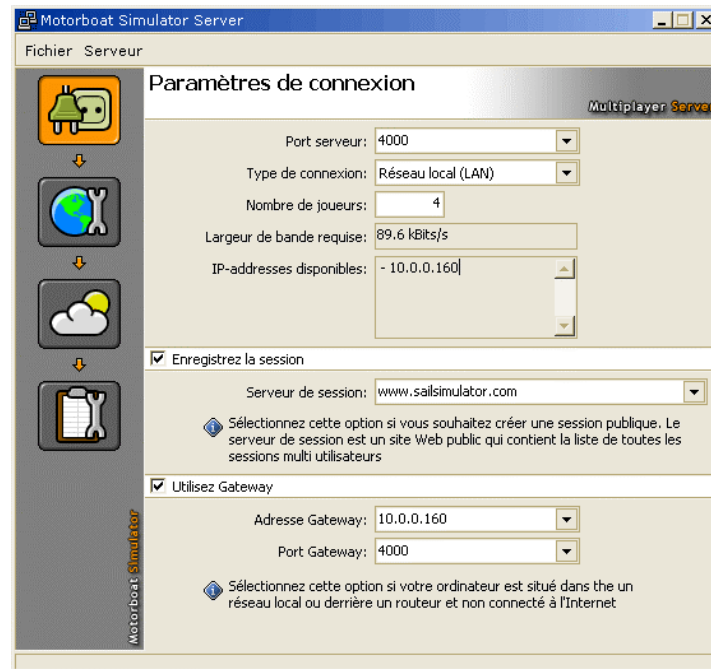 Motorboat Simulator Server
Fichier Serveur
Paramètres de connexion
Multiplayer Server
Port serveur: 4000
Type de connexion: Réseau local (LAN)
Nombre de joueurs: 4
Largeur de bande requise: 89.6 kBits/s
IP-addresses disponibles: - 10.0.0.160
Enregistrez la session
Serveur de session: www.sailsimulator.com
Sélectionnez cette option si vous souhaitez créer une session publique. Le
serveur de session est un site Web public qui contient la liste de toutes les
sessions multi utilisateurs
Utilisez Gateway
Adresse Gateway: 10.0.0.160
Port Gateway: 4000
Sélectionnez cette option si votre ordinateur est situé dans the un
réseau local ou derrière un routeur et non connecté à l'Internet
Motorboat Simulator